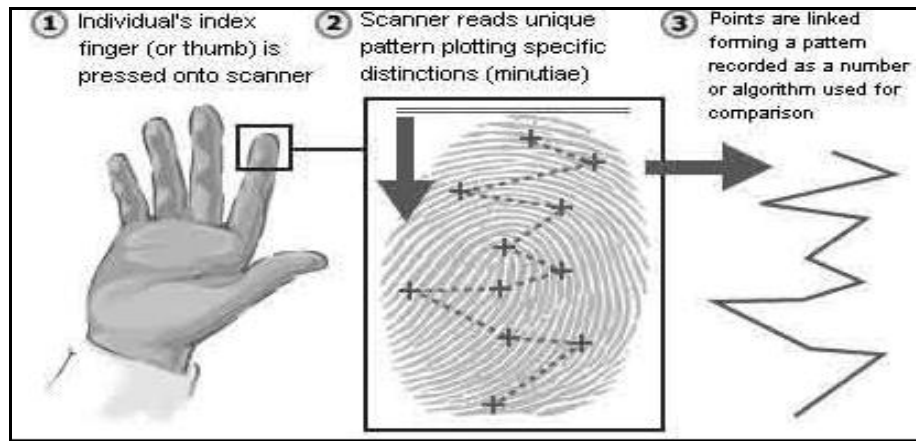 1 Individual's index
finger (or thumb) is
pressed onto scanner
2 Scanner reads unique
pattern plotting specific
distinctions (minutiae)
3 Points are linked
forming a pattern
recorded as a number
or algorithm used for
comparison